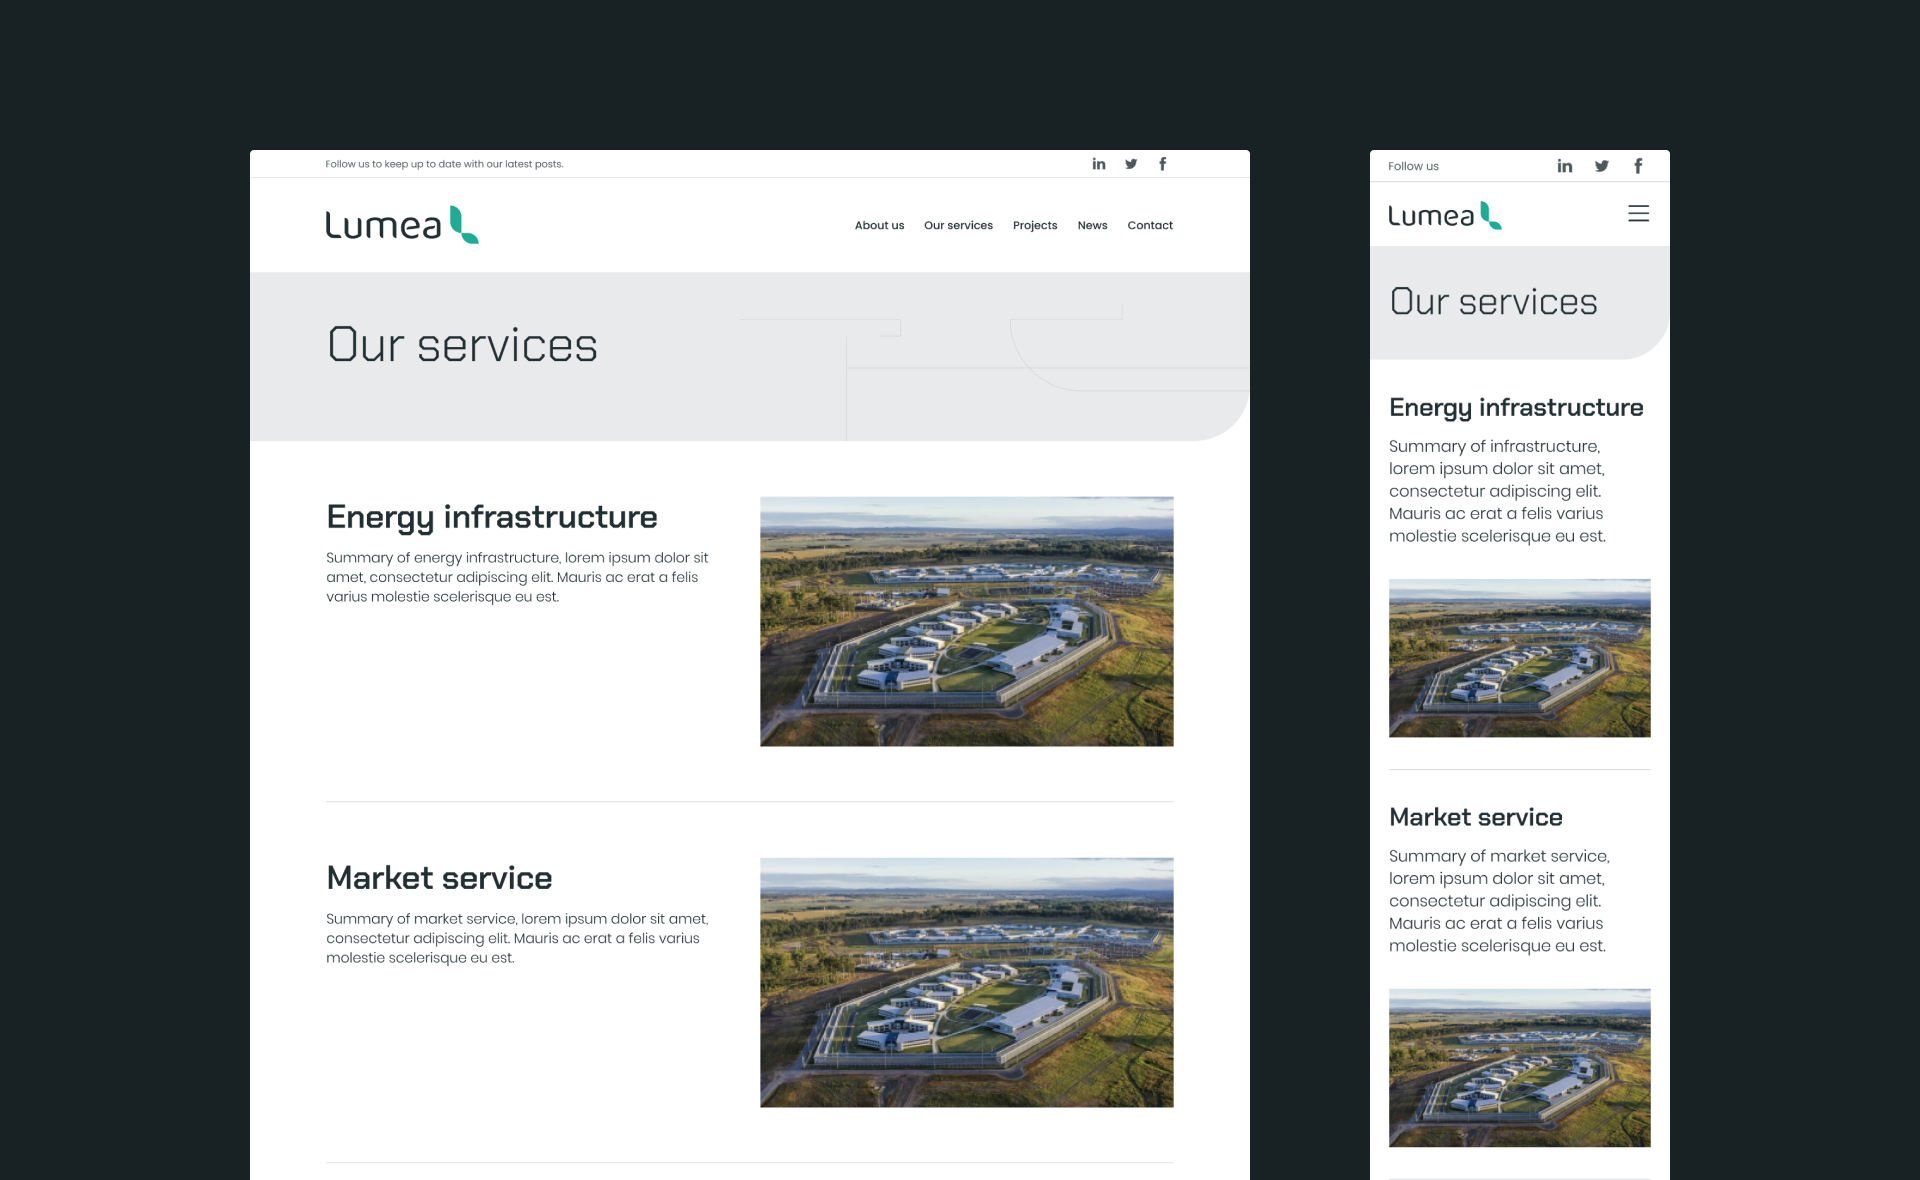 Follow us to keep up to date with our latest posts.
Lumea
About us Our services Projects News Contact
Our services
Energy infrastructure
Summary of energy infrastructure, lorem ipsum dolor sit
amet, consectetur adipiscing elit. Mauris ac erat a felis
varius molestie scelerisque eu est.
Market service
Summary of market service, lorem ipsum dolor sit amet,
consectetur adipiscing elit. Mauris ac erat a felis varius
molestie scelerisque eu est.
Follow us
Lumea
Our services
Energy infrastructure
Summary of infrastructure,
lorem ipsum dolor sit amet,
consectetur adipiscing elit.
Mauris ac erat a felis varius
molestie scelerisque eu est.
Market service
Summary of market service,
lorem ipsum dolor sit amet,
consectetur adipiscing elit.
Mauris ac erat a felis varius
molestie scelerisque eu est.